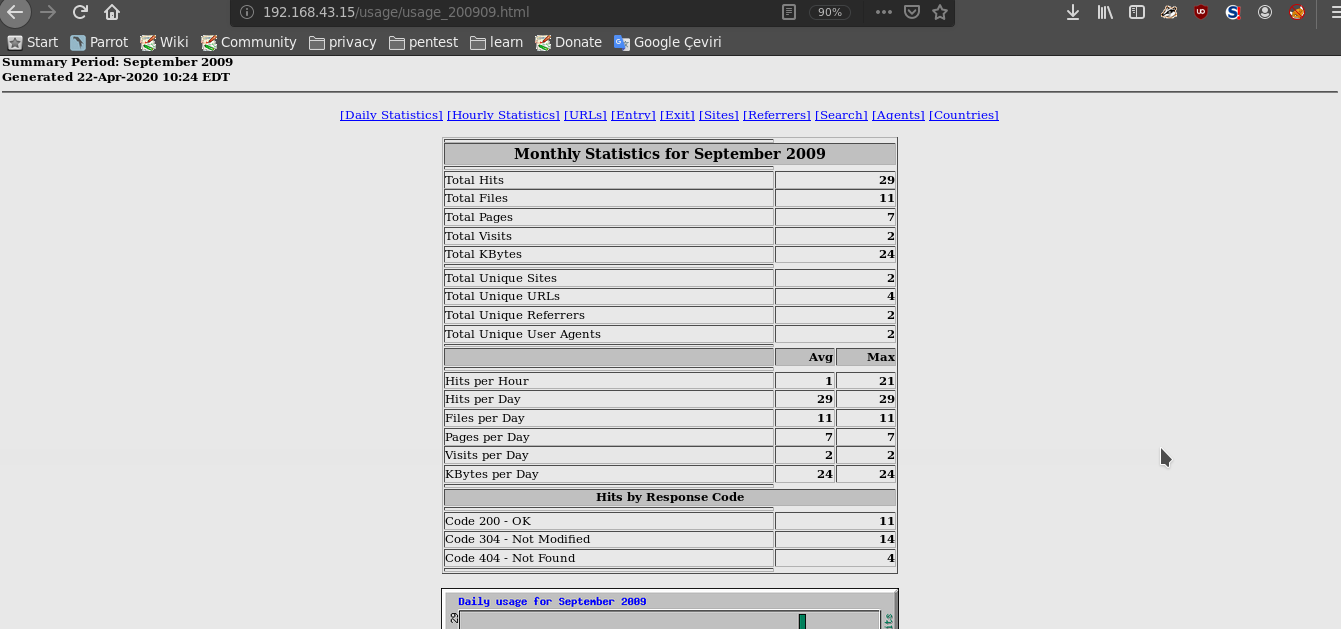 192.168.43.15/usage/usage_200909.html
90%
Start Parrot Wiki Community privacy pentest learn Donate Google Çeviri
Summary Period: September 2009
Generated 22-Apr-2020 10:24 EDT
[Daily Statistics] [Hourly Statistics] [URLs] [Entry] [Exit] [Sites] [Referrers] [Search] [Agents] [Countries]
Monthly Statistics for September 2009
Total Hits 29
Total Files 11
Total Pages 7
Total Visits 2
Total KBytes 24
Total Unique Sites 2
Total Unique URLs 4
Total Unique Referrers 2
Total Unique User Agents 2
Avg Max
Hits per Hour 1 21
Hits per Day 29 29
Files per Day 11 11
Pages per Day 7 7
Visits per Day 2 2
KBytes per Day 24 24
Hits by Response Code
Code 200 - OK 11
Code 304 - Not Modified 14
Code 404 - Not Found 4
Daily usage for September 2009
29